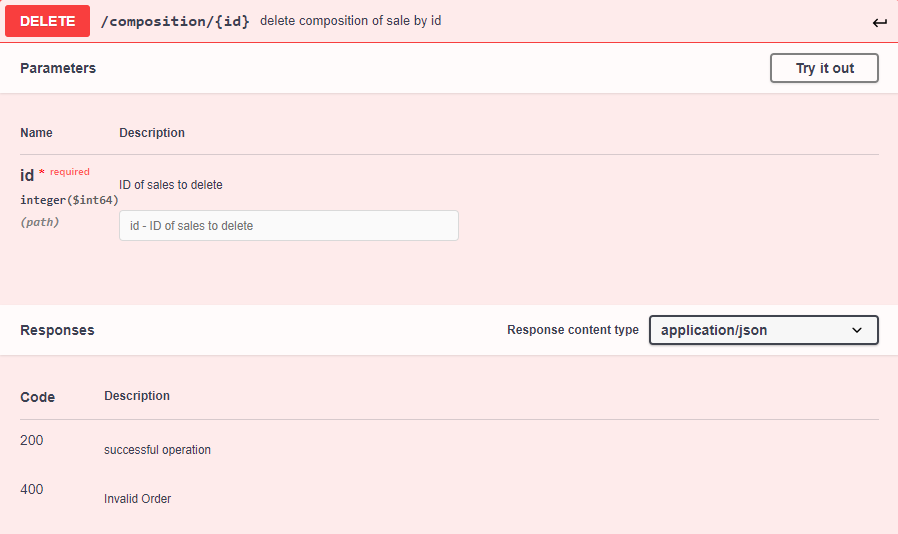 DELETE /composition/{id} delete composition of sale by id
Parameters Try it out
Name Description
id * required
ID of sales to delete
integer($int64)
(path)
id - ID of sales to delete
Responses Response content type application/json
Code Description
200
successful operation
400
Invalid Order